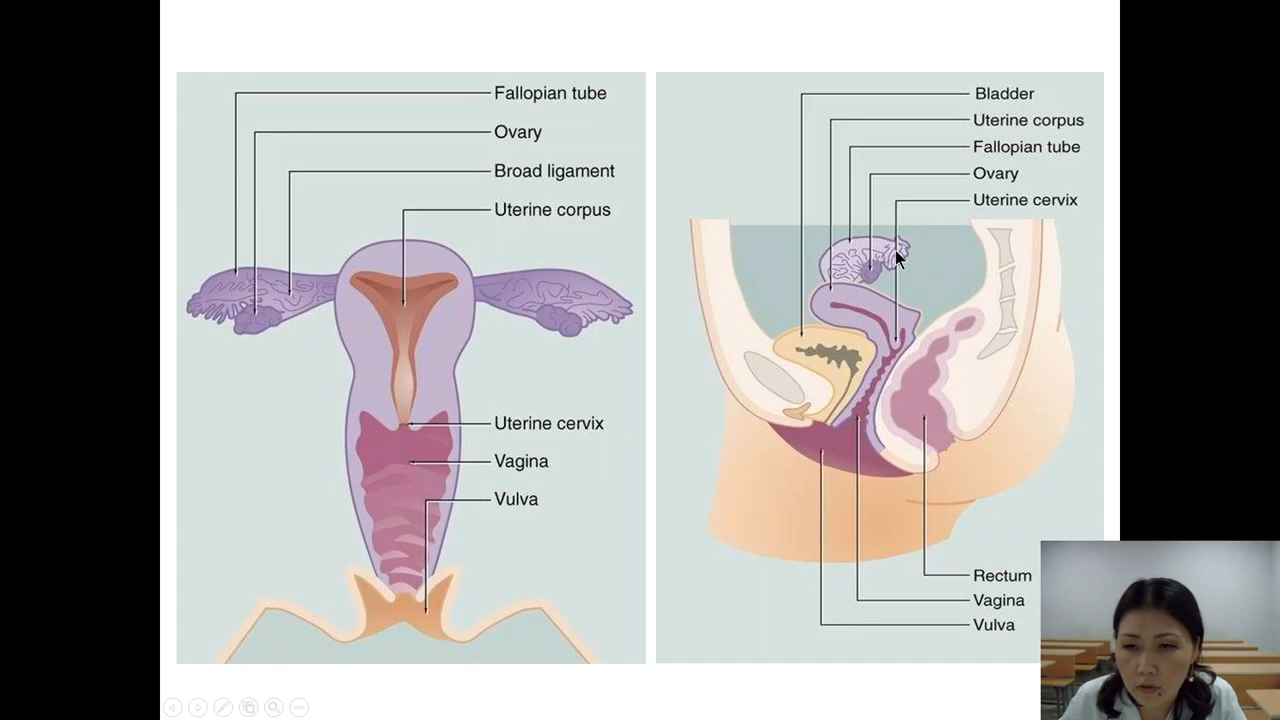 Fallopian tube
Ovary
Broad ligament
Uterine corpus
Uterine cervix
Vagina
Vulva
Bladder
Uterine corpus
Fallopian tube
Ovary
Uterine cervix
Rectum
Vagina
Vulva